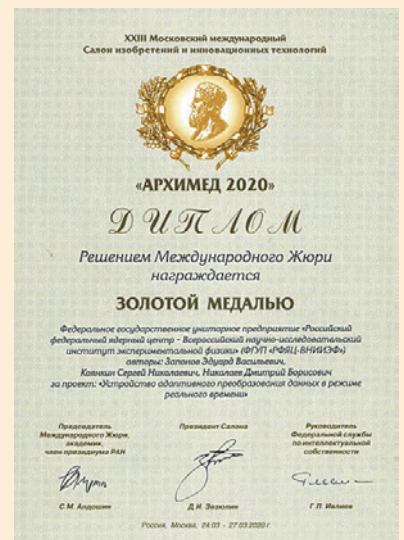 XXIII Московский международный
Салон изобретений и инновационных технологий
«АРХИМЕД 2020»
ДИПЛОМ
Решением Международного Жюри
награждается
ЗОЛОТОЙ МЕДАЛЬЮ
Федеральное государственное унитарное предприятие «Российский
федеральный ядерный центр - Всероссийский научно-исследовательский
институт экспериментальной физики» (ФГУП «РФЯЦ-ВНИИЭФ»)
авторы: Запонов Эдуард Васильевич,
Каянкин Сергей Николаевич, Николаев Дмитрий Борисович
за проект: «Устройство адаптивного преобразования данных в режиме
реального времени»
Председатель
Международного Жюри,
академик,
член президиума РАН
С.М. Алдошин
Президент Салона
Д.И. Зезюлин
Руководитель
Федеральной службы
по интеллектуальной
собственности
Г.П. Ивлиев
Россия, Москва, 24.03 - 27.03.2020 г.